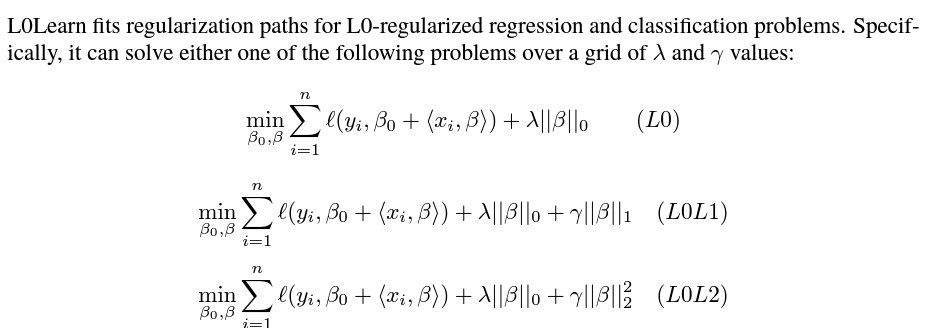 L0Learn fits regularization paths for L0-regularized regression and classification problems. Specif-
ically, it can solve either one of the following problems over a grid of λ and γ values:
$\min_{\beta_0,\beta} \sum_{i=1}^{n} \ell(y_i, \beta_0 + \langle x_i, \beta \rangle) + \lambda||\beta||_0 \quad (L0)$
$\min_{\beta_0,\beta} \sum_{i=1}^{n} \ell(y_i, \beta_0 + \langle x_i, \beta \rangle) + \lambda||\beta||_0 + \gamma||\beta||_1 \quad (L0L1)$
$\min_{\beta_0,\beta} \sum_{i=1}^{n} \ell(y_i, \beta_0 + \langle x_i, \beta \rangle) + \lambda||\beta||_0 + \gamma||\beta||_2^2 \quad (L0L2)$